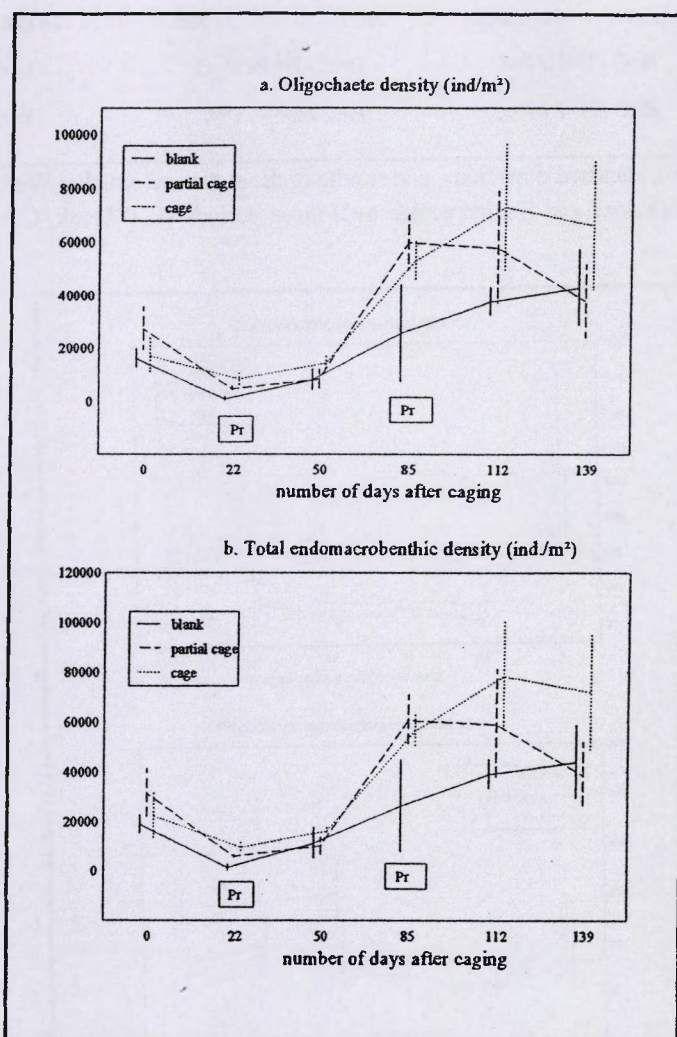 a. Oligochaete density (ind/m²)
100000
80000
60000
40000
20000
0
blank
partial cage
cage
Pr
Pr
0 22 50 85 112 139
number of days after caging
b. Total endomacrobenthic density (ind./m²)
120000
100000
80000
60000
40000
20000
0
blank
partial cage
cage
Pr
Pr
0 22 50 85 112 139
number of days after caging